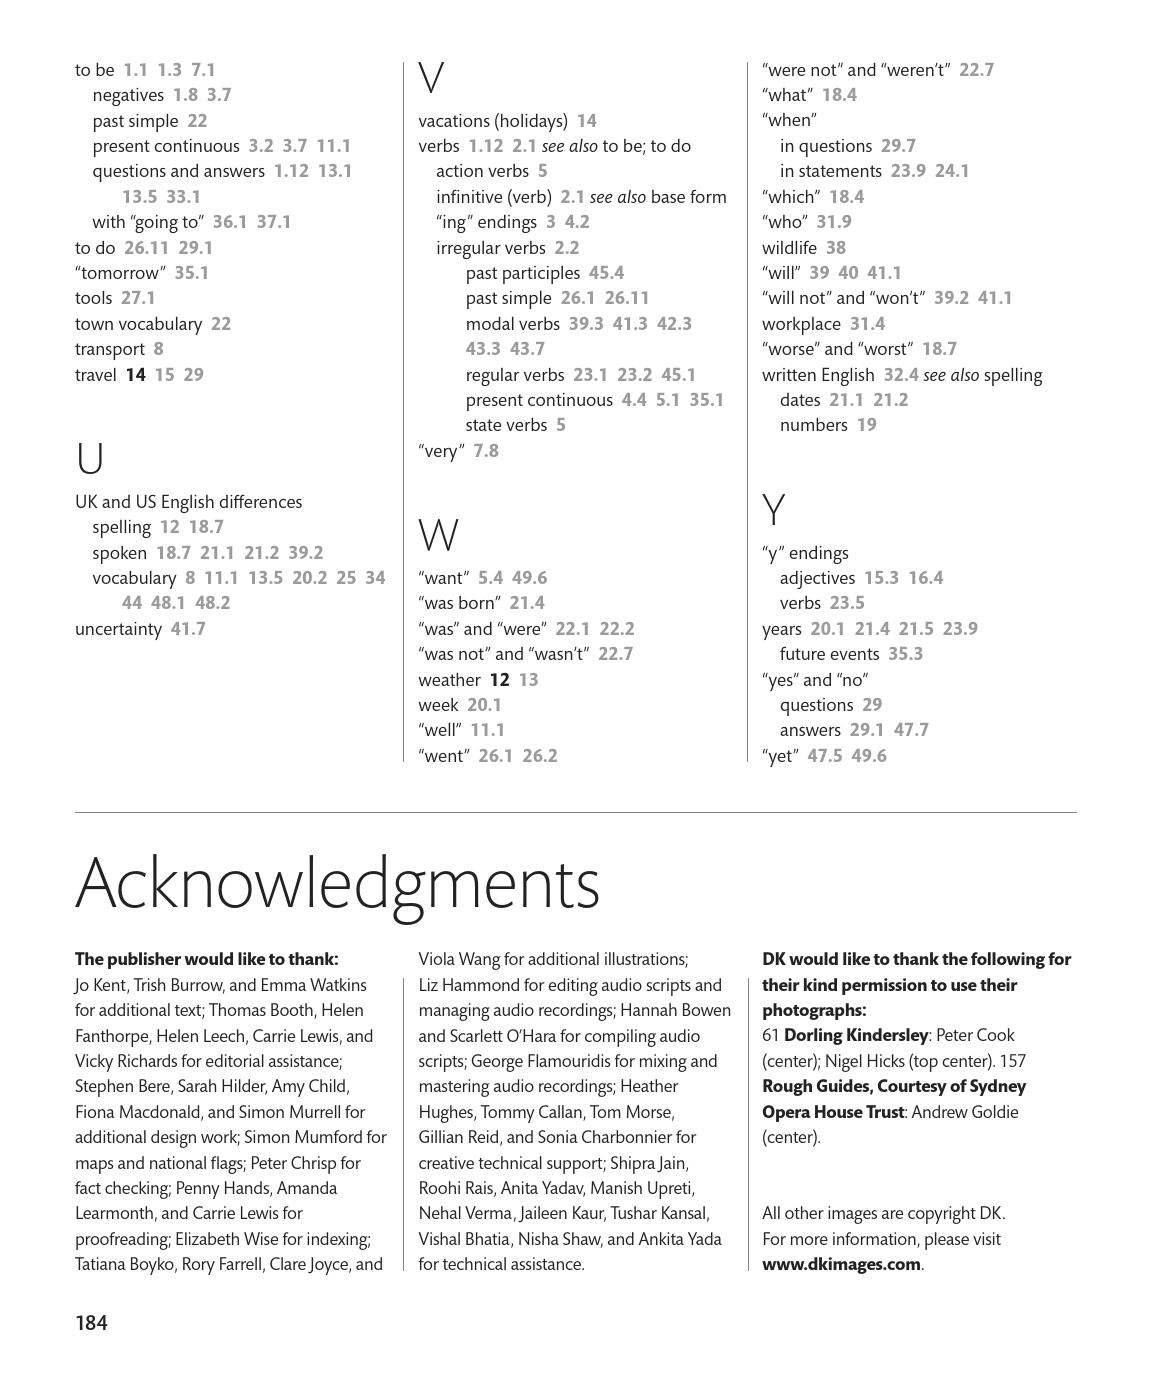 to be 1.1 1.3 7.1
negatives 1.8 3.7
past simple 22
present continuous 3.2 3.7 11.1
questions and answers 1.12 13.1
13.5 33.1
with “going to” 36.1 37.1
to do 26.11 29.1
“tomorrow” 35.1
tools 27.1
town vocabulary 22
transport 8
travel 14 15 29
U
UK and US English differences
spelling 12 18.7
spoken 18.7 21.1 21.2 39.2
vocabulary 8 11.1 13.5 20.2 25 34
44 48.1 48.2
uncertainty 41.7
V
vacations (holidays) 14
verbs 1.12 2.1 see also to be; to do
action verbs 5
infinitive (verb) 2.1 see also base form
“ing” endings 3 4.2
irregular verbs 2.2
past participles 45.4
past simple 26.1 26.11
modal verbs 39.3 41.3 42.3
43.3 43.7
regular verbs 23.1 23.2 45.1
present continuous 4.4 5.1 35.1
state verbs 5
“very” 7.8
W
“want” 5.4 49.6
“was born” 21.4
“was” and “were” 22.1 22.2
“was not” and “wasn’t” 22.7
weather 12 13
week 20.1
“well” 11.1
“went” 26.1 26.2
“were not” and “weren’t” 22.7
“what” 18.4
“when”
in questions 29.7
in statements 23.9 24.1
“which” 18.4
“who” 31.9
wildlife 38
“will” 39 40 41.1
“will not” and “won’t” 39.2 41.1
workplace 31.4
“worse” and “worst” 18.7
written English 32.4 see also spelling
dates 21.1 21.2
numbers 19
Y
“y” endings
adjectives 15.3 16.4
verbs 23.5
years 20.1 21.4 21.5 23.9
future events 35.3
“yes” and “no”
questions 29
answers 29.1 47.7
“yet” 47.5 49.6
Acknowledgments
The publisher would like to thank:
Jo Kent, Trish Burrow, and Emma Watkins
for additional text; Thomas Booth, Helen
Fanthorpe, Helen Leech, Carrie Lewis, and
Vicky Richards for editorial assistance;
Stephen Bere, Sarah Hilder, Amy Child,
Fiona Macdonald, and Simon Murrell for
additional design work; Simon Mumford for
maps and national flags; Peter Chrisp for
fact checking; Penny Hands, Amanda
Learmonth, and Carrie Lewis for
proofreading; Elizabeth Wise for indexing;
Tatiana Boyko, Rory Farrell, Clare Joyce, and
Viola Wang for additional illustrations;
Liz Hammond for editing audio scripts and
managing audio recordings; Hannah Bowen
and Scarlett O’Hara for compiling audio
scripts; George Flamouridis for mixing and
mastering audio recordings; Heather
Hughes, Tommy Callan, Tom Morse,
Gillian Reid, and Sonia Charbonnier for
creative technical support; Shipra Jain,
Roohi Rais, Anita Yadav, Manish Upreti,
Nehal Verma, Jaileen Kaur, Tushar Kansal,
Vishal Bhatia, Nisha Shaw, and Ankita Yada
for technical assistance.
DK would like to thank the following for
their kind permission to use their
photographs:
61 Dorling Kindersley: Peter Cook
(center); Nigel Hicks (top center). 157
Rough Guides, Courtesy of Sydney
Opera House Trust: Andrew Goldie
(center).
All other images are copyright DK.
For more information, please visit
www.dkimages.com.
184